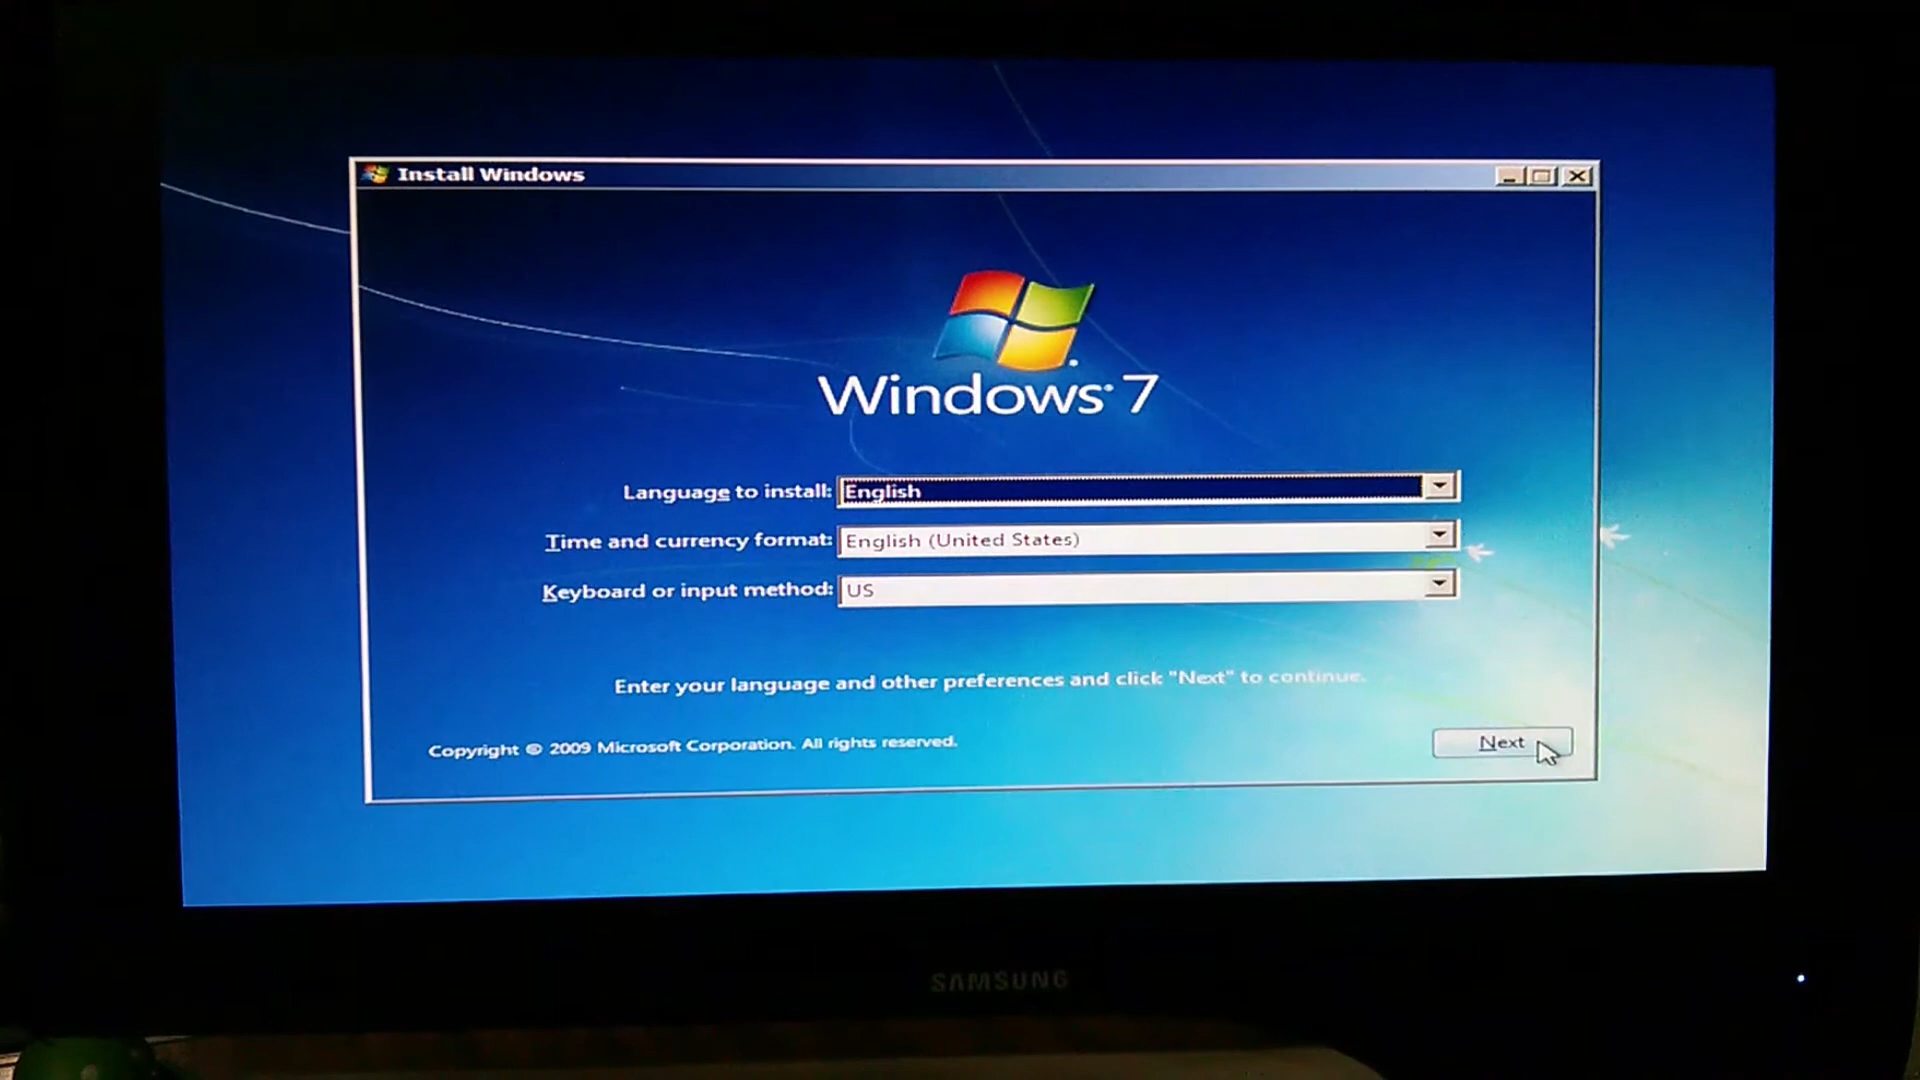 Install Windows
Windows 7
Language to install: English
Time and currency format: English (United States)
Keyboard or input method: US
Enter your language and other preferences and click "Next" to continue.
Copyright © 2009 Microsoft Corporation. All rights reserved.
Next
SAMSUNG